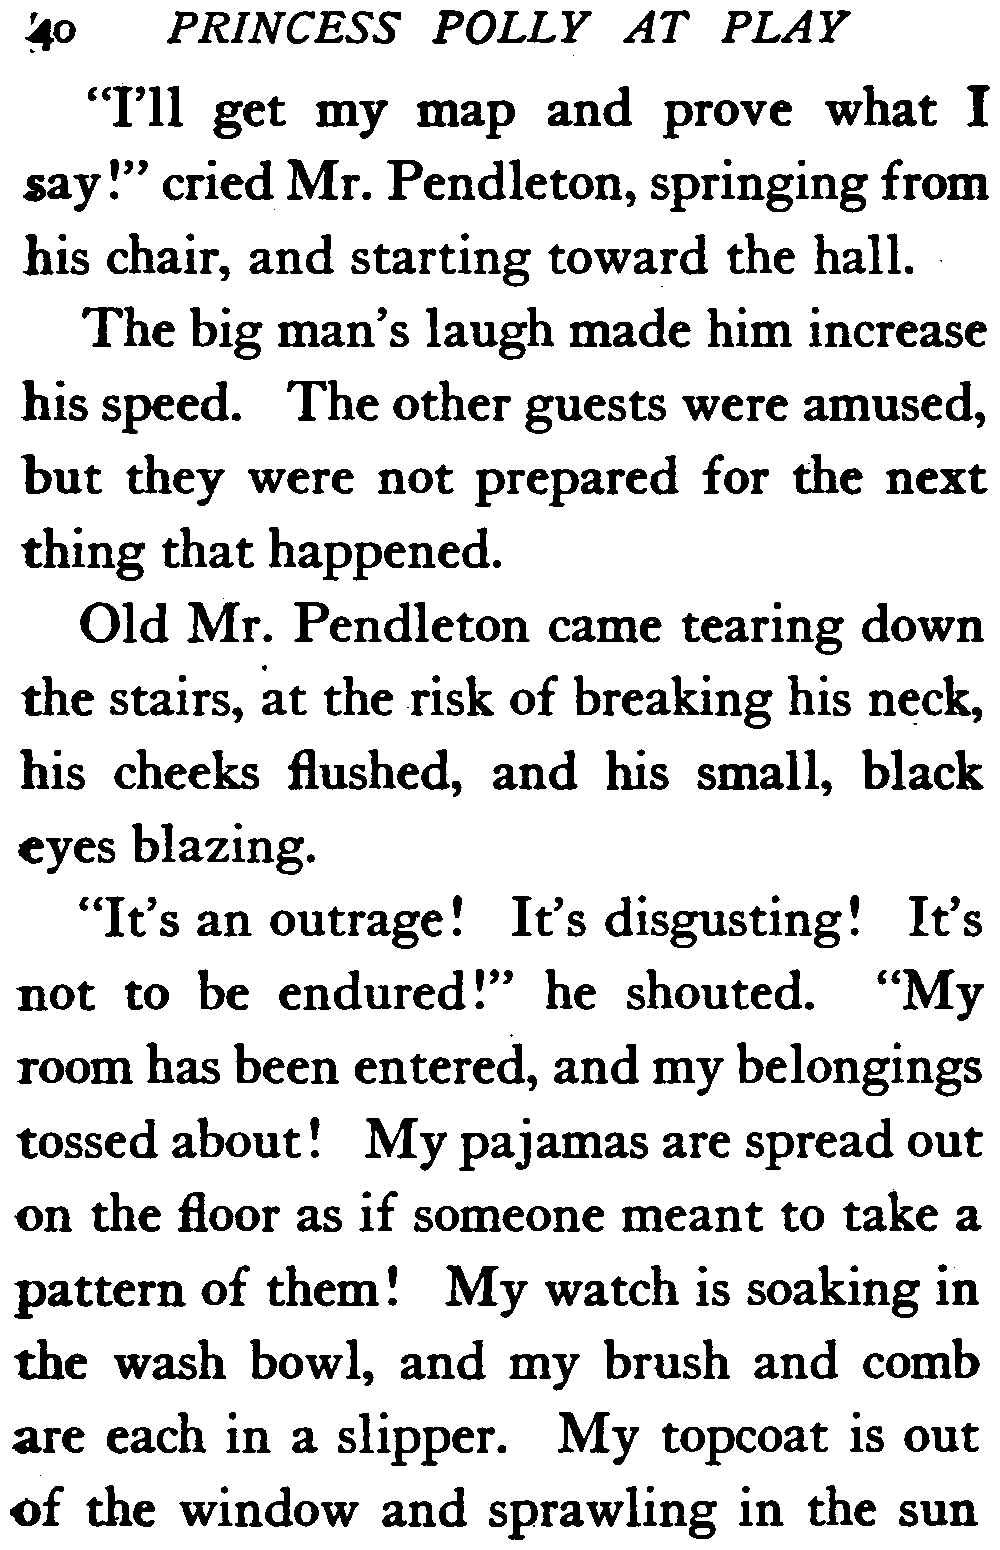 40 PRINCESS POLLY AT PLAY
"I'll get my map and prove what I
say!" cried Mr. Pendleton, springing from
his chair, and starting toward the hall.
The big man's laugh made him increase
his speed. The other guests were amused,
but they were not prepared for the next
thing that happened.
Old Mr. Pendleton came tearing down
the stairs, at the risk of breaking his neck,
his cheeks flushed, and his small, black
eyes blazing.
"It's an outrage! It's disgusting! It's
not to be endured!" he shouted. "My
room has been entered, and my belongings
tossed about! My pajamas are spread out
on the floor as if someone meant to take a
pattern of them! My watch is soaking in
the wash bowl, and my brush and comb
are each in a slipper. My topcoat is out
of the window and sprawling in the sun